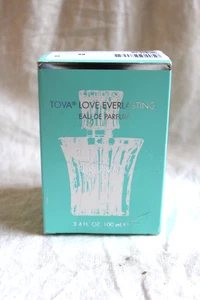 TOVA® LOVE EVERLASTING
EAU DE PARFUM
3.4 FL. OZ. 100 ml ℮